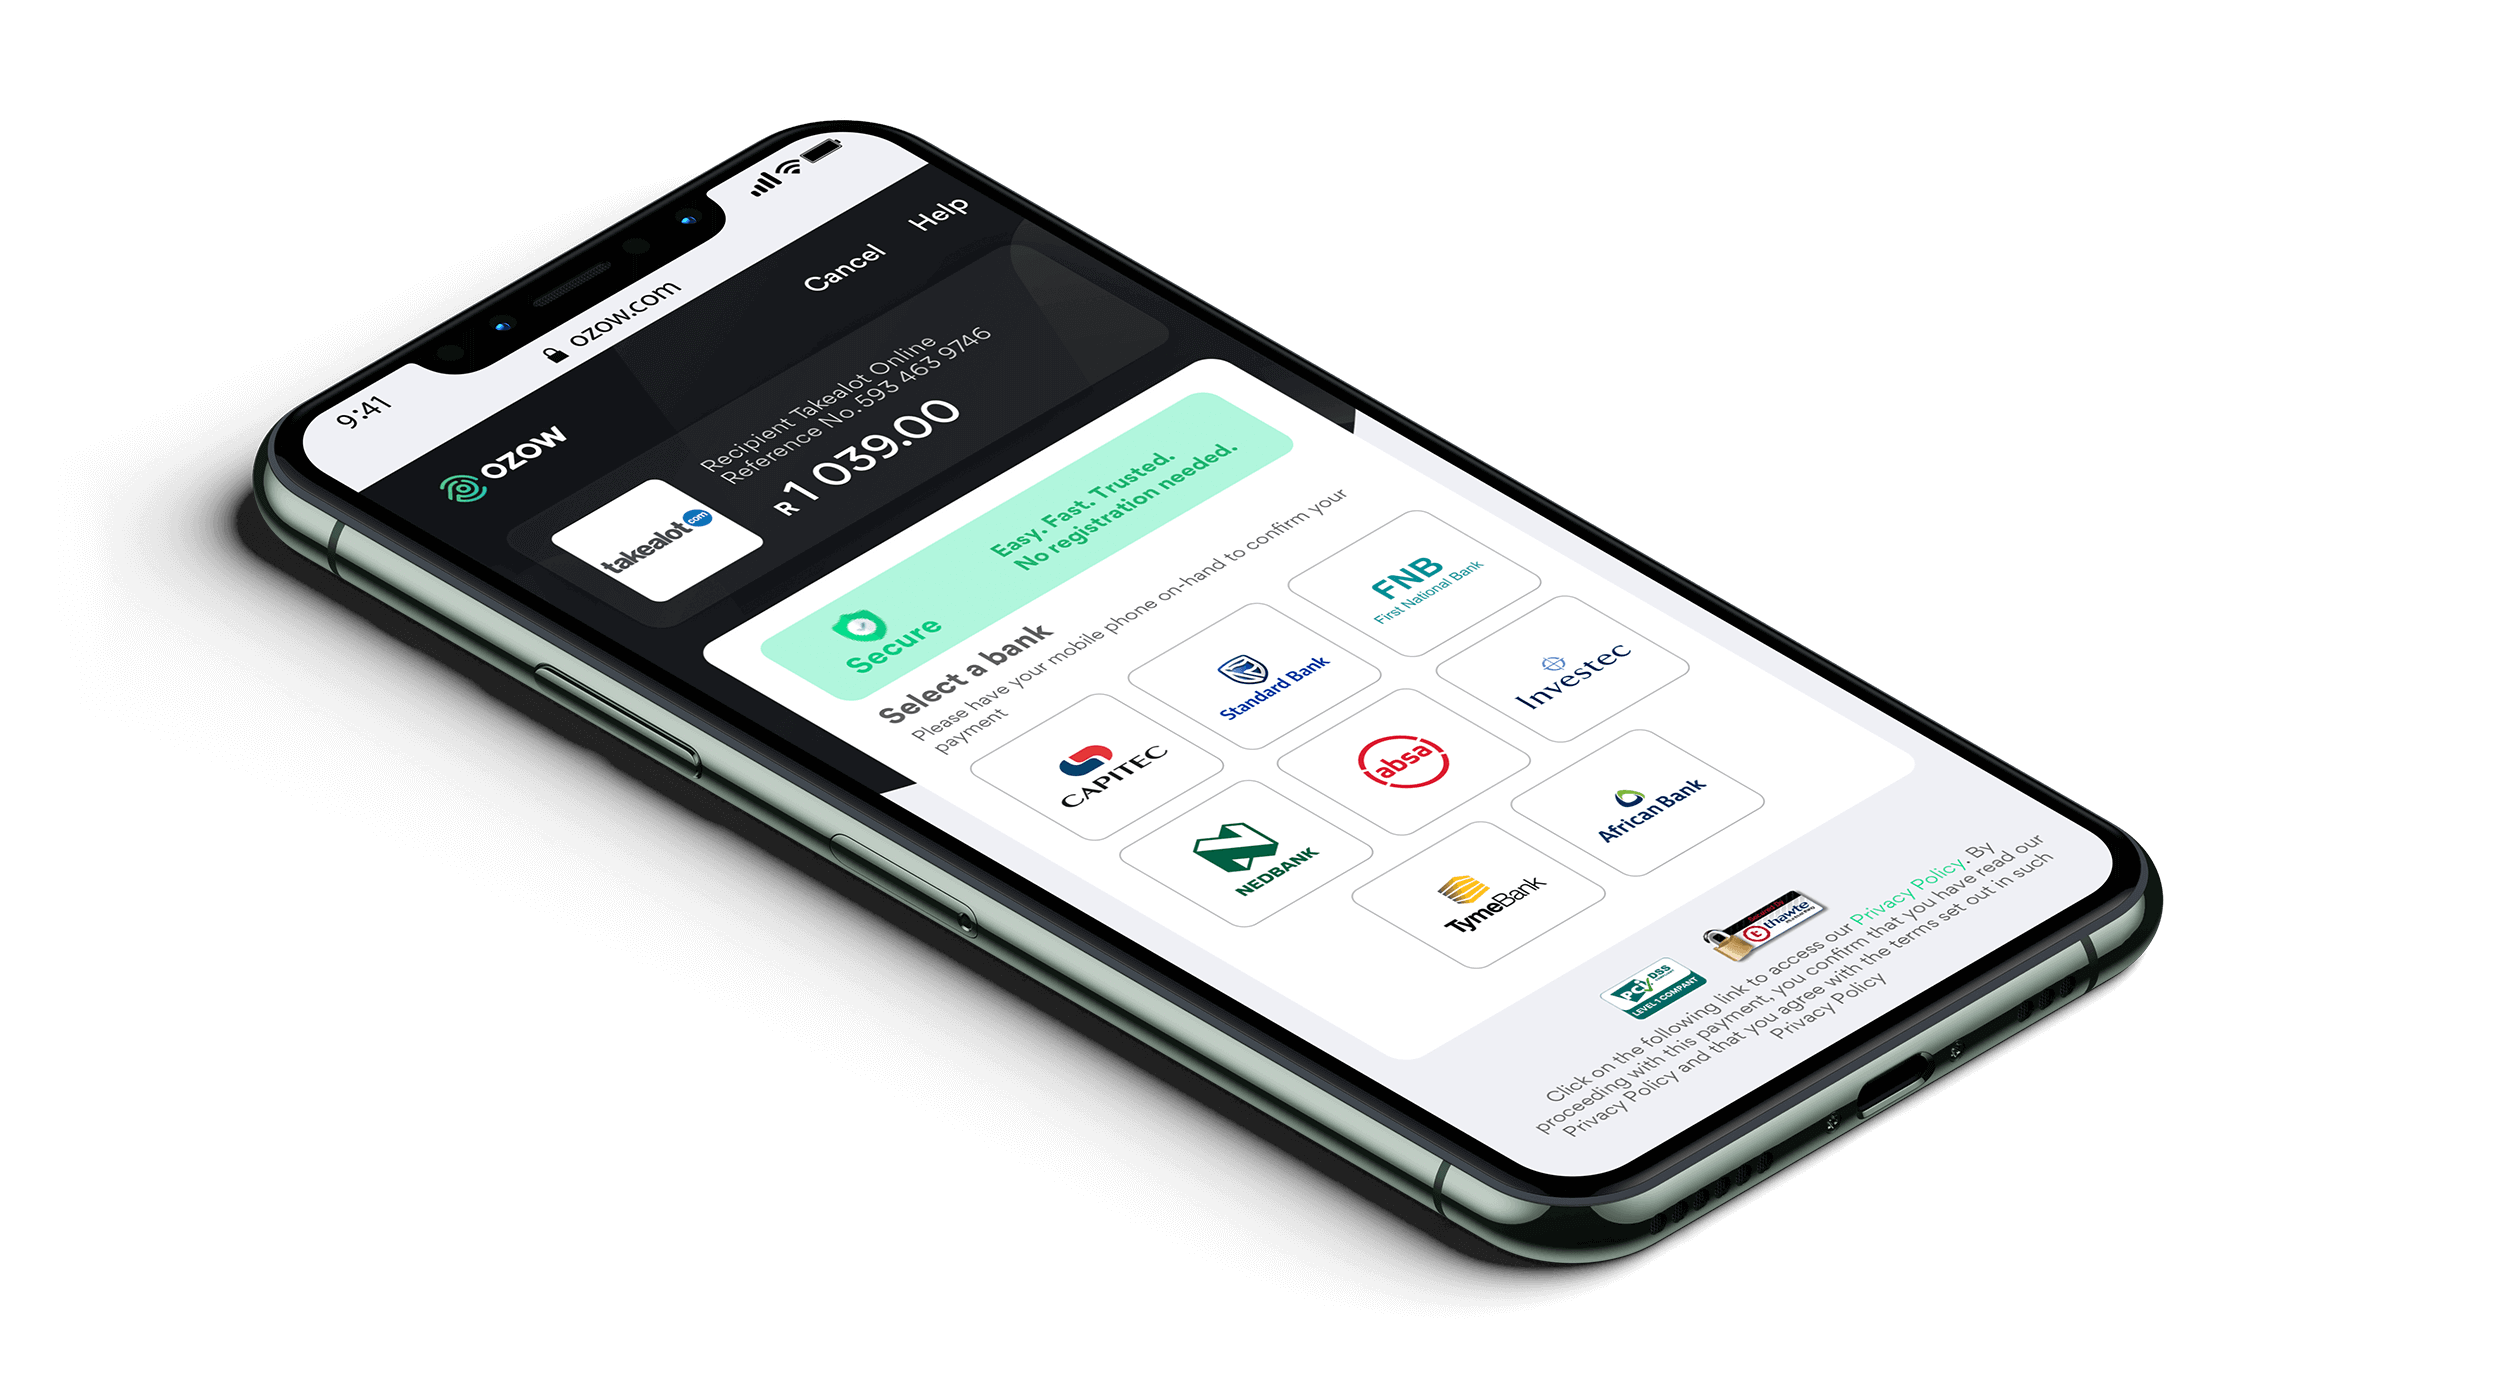 9:41
ozow.com
ozow
Cancel
Help
takealot com
Recipient Takealot Online
Reference No.593 463 9746
R 1 039.00
Secure
Easy. Fast. Trusted.
No registration needed.
Select a bank
Please have your mobile phone on-hand to confirm your
payment
CAPITEC
Standard Bank
FNB
First National Bank
NEDBANK
absa
Investec
TymeBank
African Bank
PCI DSS
LEVEL 1 COMPANT
thawte
Click on the following link to access our Privacy Policy. By
proceeding with this payment, you confirm that you have read our
Privacy Policy and that you agree with the terms set out in such
Privacy Policy